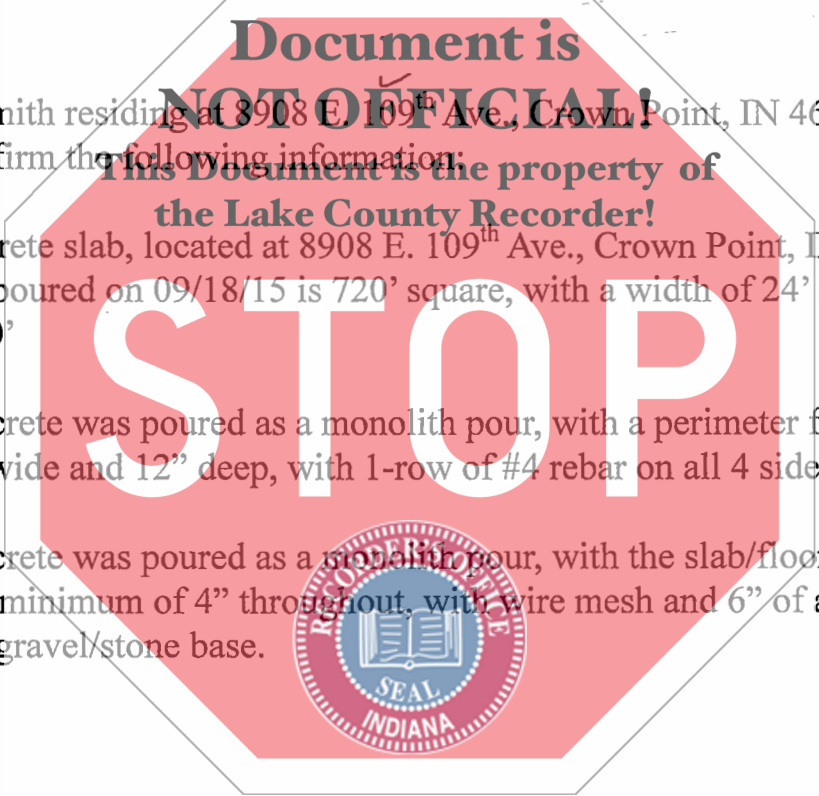 Document is
NOT OFFICIAL!
nith residing at 8908 E. 109th Ave., Crown Point, IN 46
firm the following information:
This Document is the property of
the Lake County Recorder!
rete slab, located at 8908 E. 109th Ave., Crown Point, I
poured on 09/18/15 is 720’ square, with a width of 24’
’
STOP
crete was poured as a monolith pour, with a perimeter f
wide and 12” deep, with 1-row of #4 rebar on all 4 side
crete was poured as a monolith pour, with the slab/floor
minimum of 4” throughout, with wire mesh and 6” of a
gravel/stone base.
RECORDER'S OFFICE
SEAL
INDIANA